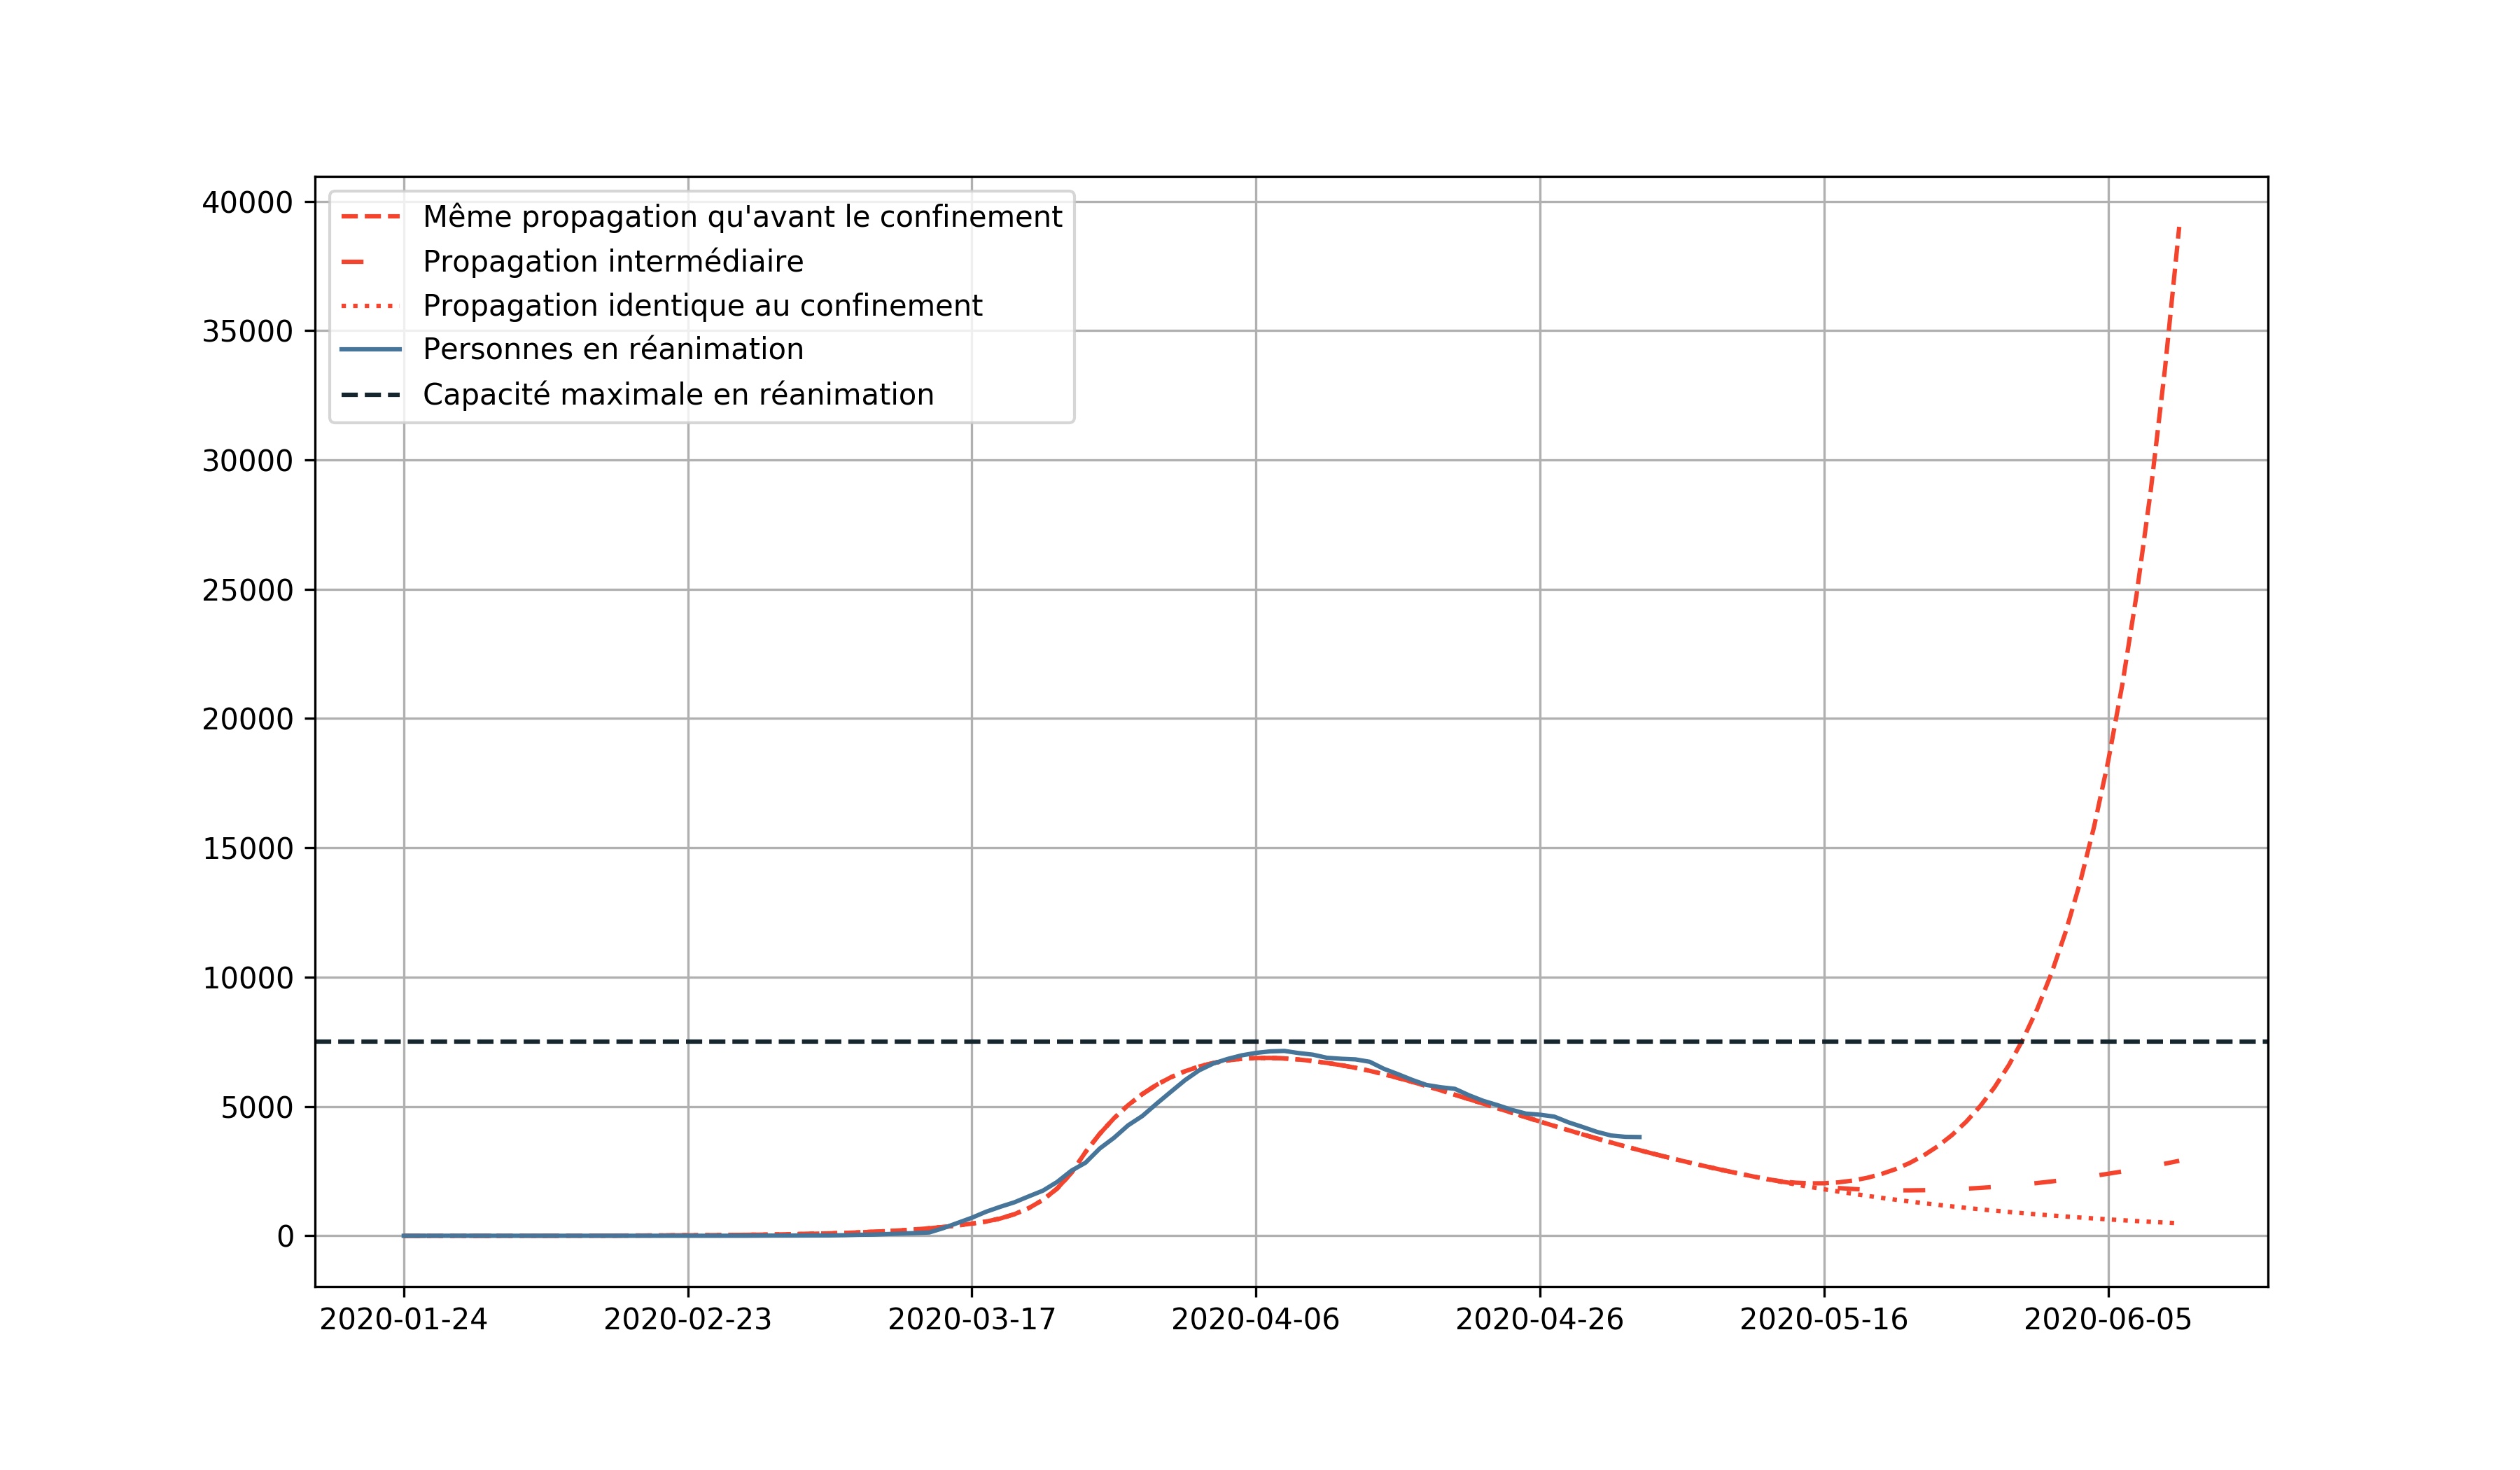 Même propagation qu'avant le confinement
Propagation intermédiaire
Propagation identique au confinement
Personnes en réanimation
Capacité maximale en réanimation
40000
35000
30000
25000
20000
15000
10000
5000
0
2020-01-24 2020-02-23 2020-03-17 2020-04-06 2020-04-26 2020-05-16 2020-06-05